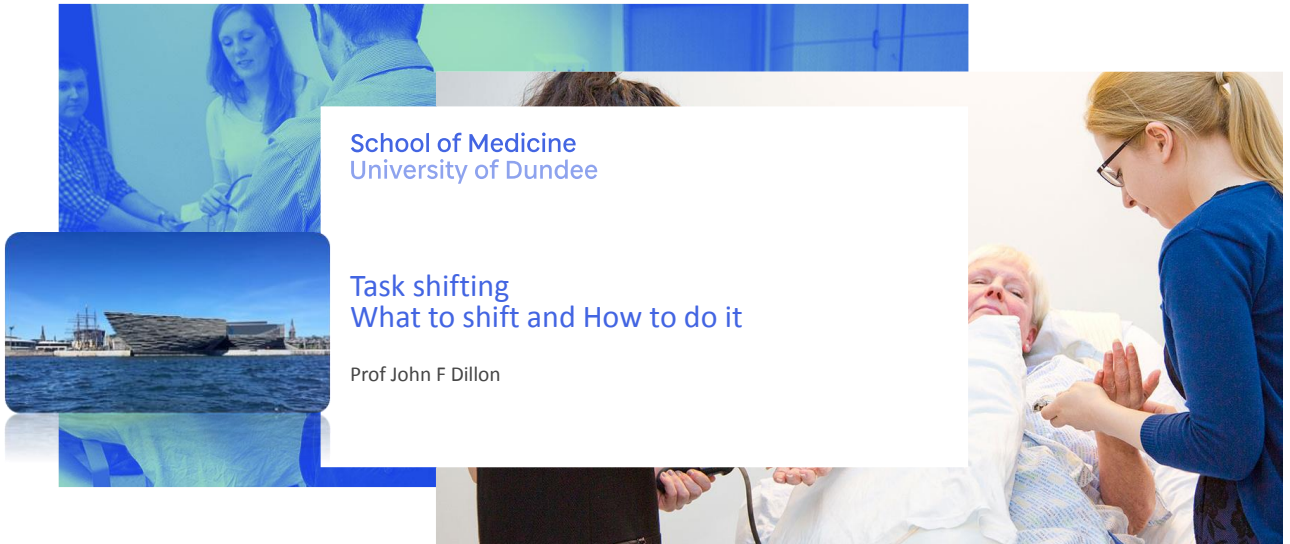 School of Medicine
University of Dundee
Task shifting
What to shift and How to do it
Prof John F Dillon